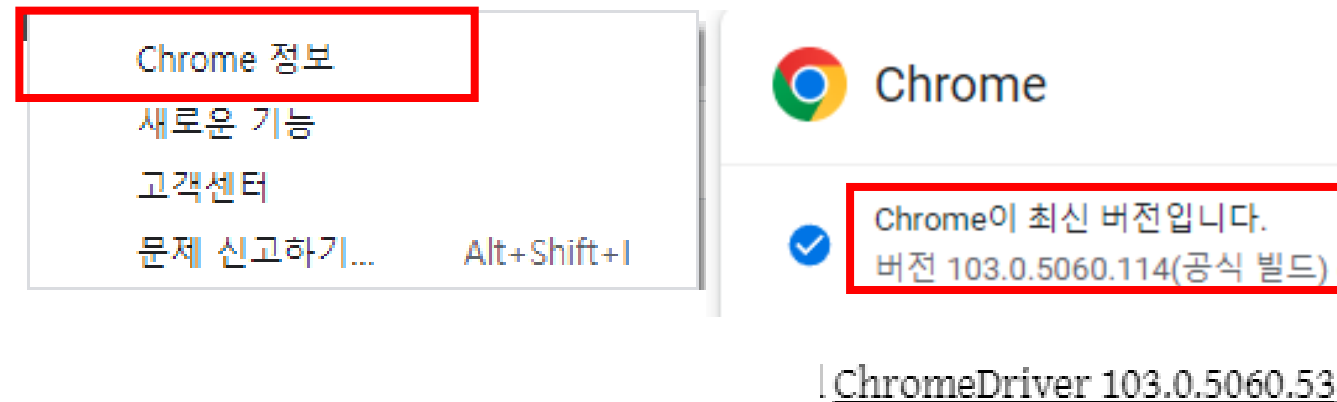 Chrome 정보
새로운 기능
고객센터
문제 신고하기... Alt+Shift+I
Chrome
Chrome이 최신 버전입니다.
버전 103.0.5060.114(공식 빌드)
ChromeDriver 103.0.5060.53